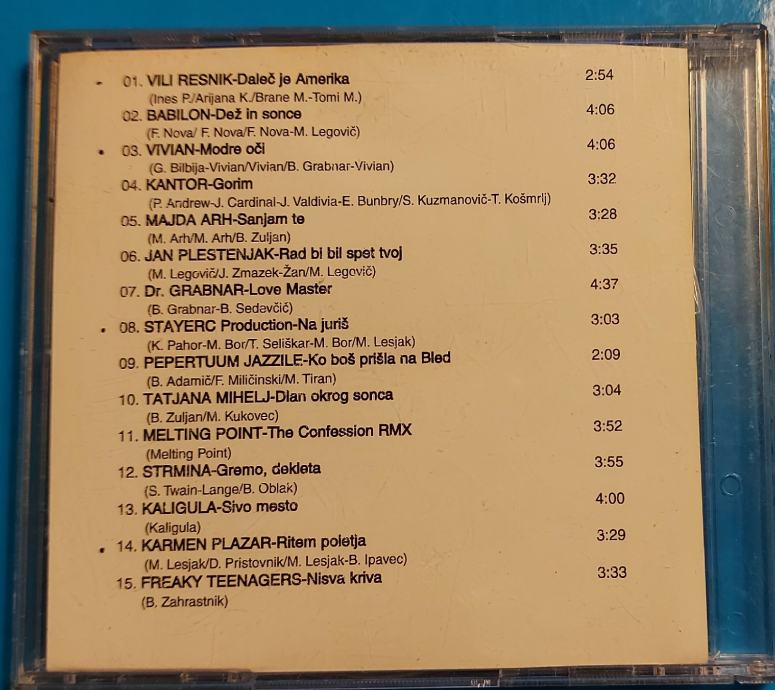 01. VILI RESNIK-Daleč je Amerika 2:54
(Ines P./Arijana K./Brane M.-Tomi M.)
02. BABILON-Dež in sonce 4:06
(F. Nova/ F. Nova/F. Nova-M. Legovič)
03. VIVIAN-Modre oči 4:06
(G. Bilbija-Vivian/Vivian/B. Grabnar-Vivian)
04. KANTOR-Gorim 3:32
(P. Andrew-J. Cardinal-J. Valdivia-E. Bunbry/S. Kuzmanovič-T. Košmrlj)
05. MAJDA ARH-Sanjam te 3:28
(M. Arh/M. Arh/B. Zuljan)
06. JAN PLESTENJAK-Rad bi bil spet tvoj 3:35
(M. Legovič/J. Zmazek-Žan/M. Legovič)
07. Dr. GRABNAR-Love Master 4:37
(B. Grabnar-B. Sedavčić)
08. STAYERC Production-Na juriš 3:03
(K. Pahor-M. Bor/T. Seliškar-M. Bor/M. Lesjak)
09. PEPERTUUM JAZZILE-Ko boš prišla na Bled 2:09
(B. Adamič/F. Miličinski/M. Tiran)
10. TATJANA MIHELJ-Dlan okrog sonca 3:04
(B. Zuljan/M. Kukovec)
11. MELTING POINT-The Confession RMX 3:52
(Melting Point)
12. STRMINA-Gremo, dekleta 3:55
(S. Twain-Lange/B. Oblak)
13. KALIGULA-Sivo mesto 4:00
(Kaligula)
14. KARMEN PLAZAR-Ritem poletja 3:29
(M. Lesjak/D. Pristovnik/M. Lesjak-B. Ipavec)
15. FREAKY TEENAGERS-Nisva kriva 3:33
(B. Zahrastnik)